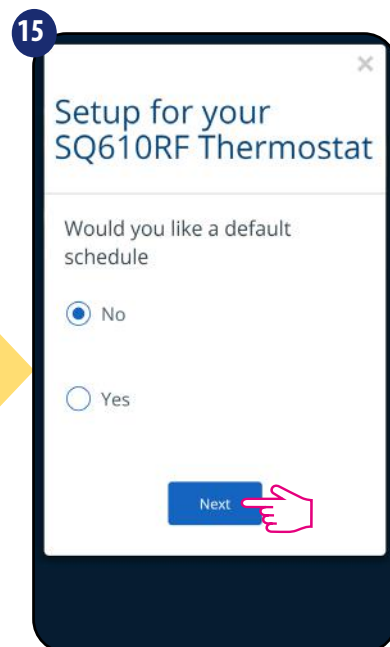 15
×
Setup for your
SQ610RF Thermostat
Would you like a default
schedule
No
Yes
Next